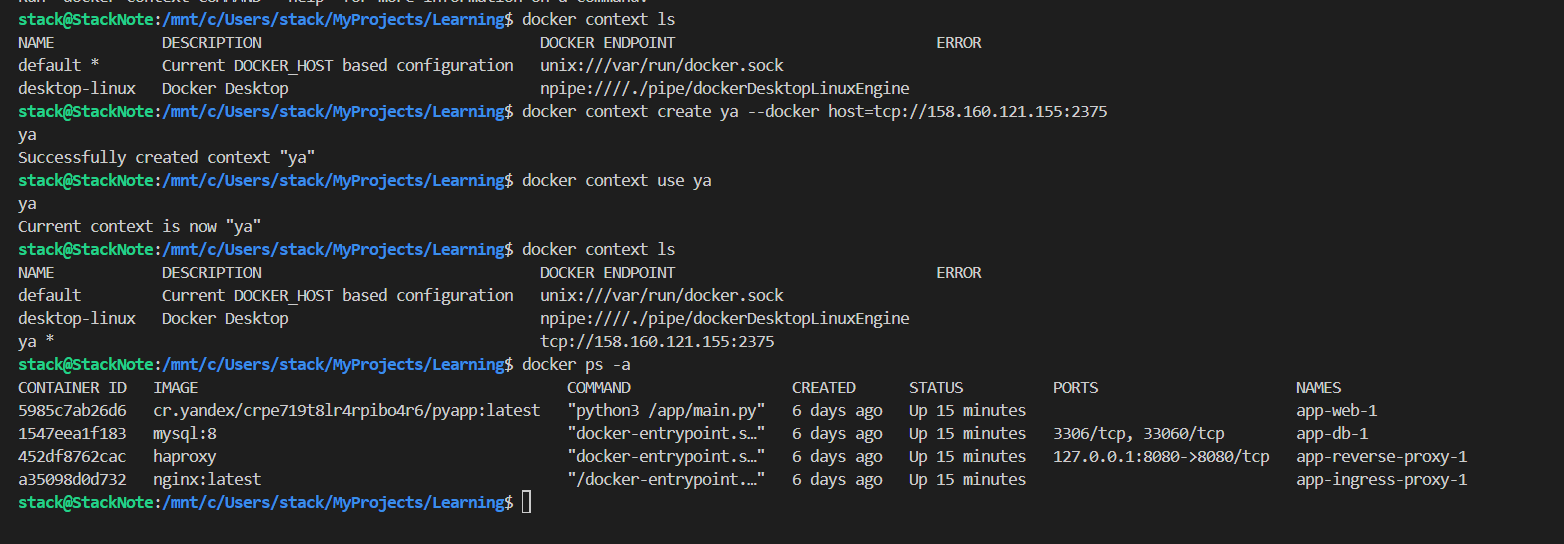 Run 'docker context COMMAND --help' for more information on a command.
stack@StackNote:/mnt/c/Users/stack/MyProjects/Learning$ docker context ls
NAME DESCRIPTION DOCKER ENDPOINT ERROR
default * Current DOCKER_HOST based configuration unix:///var/run/docker.sock
desktop-linux Docker Desktop npipe:////./pipe/dockerDesktopLinuxEngine
stack@StackNote:/mnt/c/Users/stack/MyProjects/Learning$ docker context create ya --docker host=tcp://158.160.121.155:2375
ya
Successfully created context "ya"
stack@StackNote:/mnt/c/Users/stack/MyProjects/Learning$ docker context use ya
ya
Current context is now "ya"
stack@StackNote:/mnt/c/Users/stack/MyProjects/Learning$ docker context ls
NAME DESCRIPTION DOCKER ENDPOINT ERROR
default Current DOCKER_HOST based configuration unix:///var/run/docker.sock
desktop-linux Docker Desktop npipe:////./pipe/dockerDesktopLinuxEngine
ya * tcp://158.160.121.155:2375
stack@StackNote:/mnt/c/Users/stack/MyProjects/Learning$ docker ps -a
CONTAINER ID IMAGE COMMAND CREATED STATUS PORTS NAMES
5985c7ab26d6 cr.yandex/crpe719t8lr4rpibo4r6/pyapp:latest "python3 /app/main.py" 6 days ago Up 15 minutes app-web-1
1547eea1f183 mysql:8 "docker-entrypoint.s…" 6 days ago Up 15 minutes 3306/tcp, 33060/tcp app-db-1
452df8762cac haproxy "docker-entrypoint.s…" 6 days ago Up 15 minutes 127.0.0.1:8080->8080/tcp app-reverse-proxy-1
a35098d0d732 nginx:latest "/docker-entrypoint.…" 6 days ago Up 15 minutes app-ingress-proxy-1
stack@StackNote:/mnt/c/Users/stack/MyProjects/Learning$